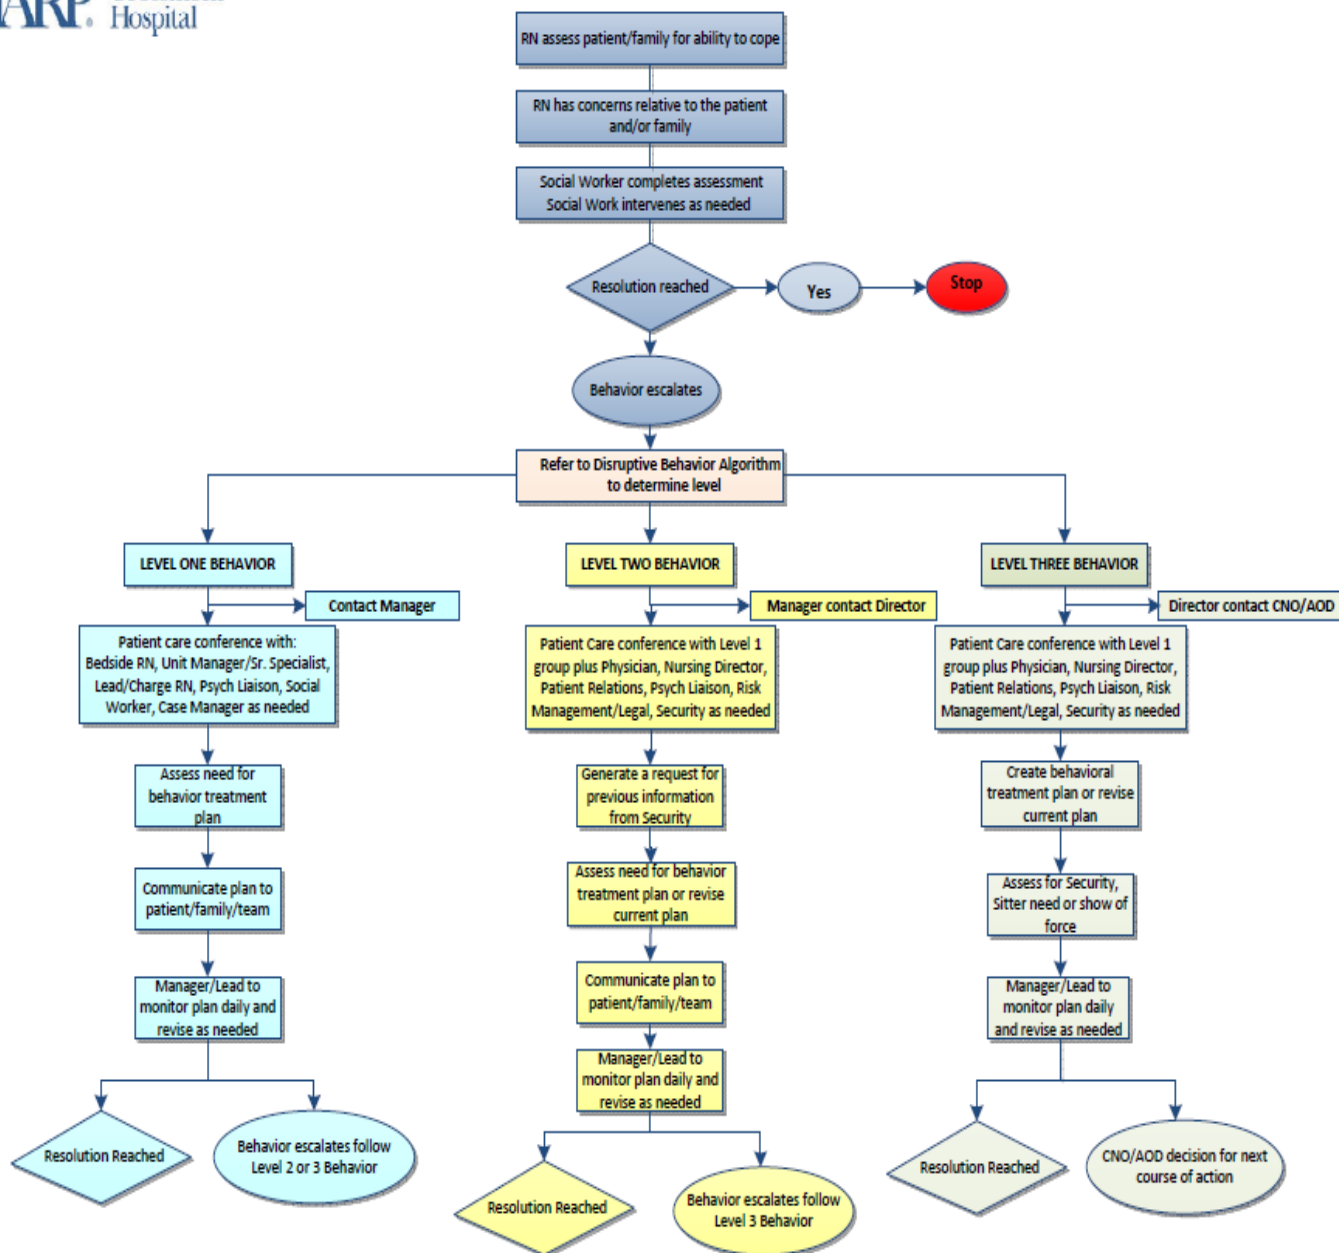 Hospital
RN assess patient/family for ability to cope
RN has concerns relative to the patient
and/or family
Social Worker completes assessment
Social Work intervenes as needed
Resolution reached
Yes
Stop
Behavior escalates
Refer to Disruptive Behavior Algorithm
to determine level
LEVEL ONE BEHAVIOR
Contact Manager
Patient care conference with:
Bedside RN, Unit Manager/Sr. Specialist,
Lead/Charge RN, Psych Liaison, Social
Worker, Case Manager as needed
Assess need for
behavior treatment
plan
Communicate plan to
patient/family/team
Manager/Lead to
monitor plan daily and
revise as needed
Resolution Reached
Behavior escalates follow
Level 2 or 3 Behavior
LEVEL TWO BEHAVIOR
Manager contact Director
Patient Care conference with Level 1
group plus Physician, Nursing Director,
Patient Relations, Psych Liaison, Risk
Management/Legal, Security as needed
Generate a request for
previous information
from Security
Assess need for behavior
treatment plan or revise
current plan
Communicate plan to
patient/family/team
Manager/Lead to
monitor plan daily and
revise as needed
Resolution Reached
Behavior escalates follow
Level 3 Behavior
LEVEL THREE BEHAVIOR
Director contact CNO/AOD
Patient Care conference with Level 1
group plus Physician, Nursing Director,
Patient Relations, Psych Liaison, Risk
Management/Legal, Security as needed
Create behavioral
treatment plan or revise
current plan
Assess for Security,
Sitter need or show of
force
Manager/Lead to
monitor plan daily
and revise as needed
Resolution Reached
CNO/AOD decision for next
course of action